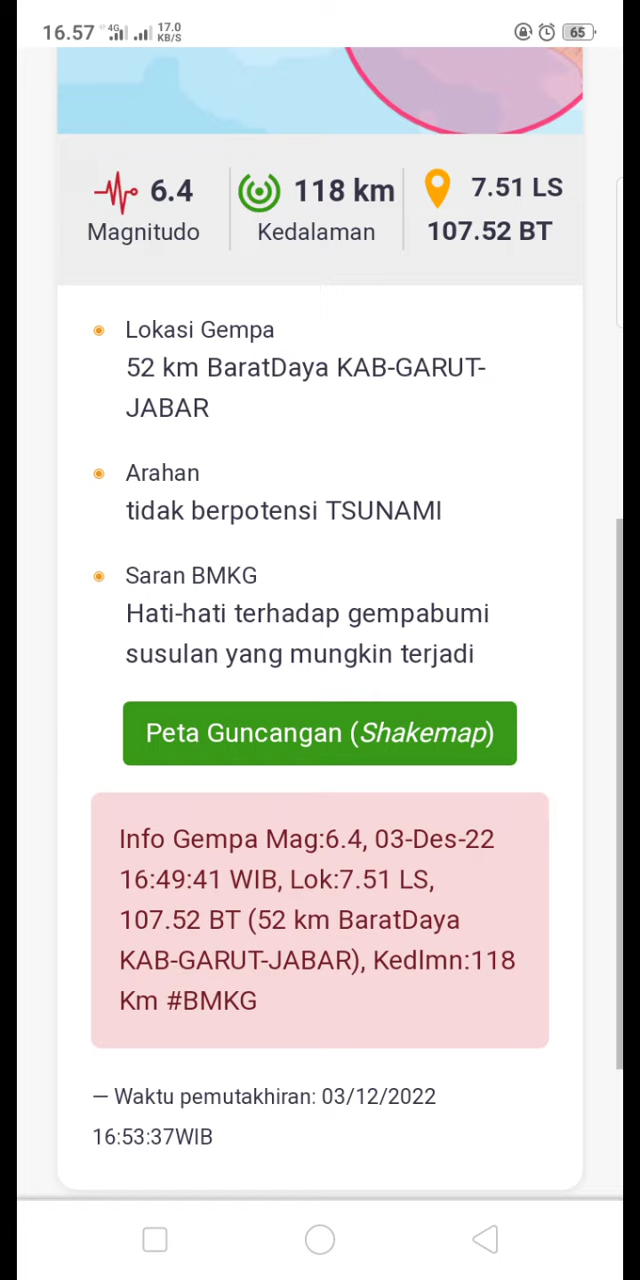 16.57 4G 17.0 KB/S 65
6.4
Magnitudo
118 km
Kedalaman
7.51 LS
107.52 BT
Lokasi Gempa
52 km BaratDaya KAB-GARUT-
JABAR
Arahan
tidak berpotensi TSUNAMI
Saran BMKG
Hati-hati terhadap gempabumi
susulan yang mungkin terjadi
Peta Guncangan (Shakemap)
Info Gempa Mag:6.4, 03-Des-22
16:49:41 WIB, Lok:7.51 LS,
107.52 BT (52 km BaratDaya
KAB-GARUT-JABAR), Kedlmn:118
Km #BMKG
— Waktu pemutakhiran: 03/12/2022
16:53:37WIB